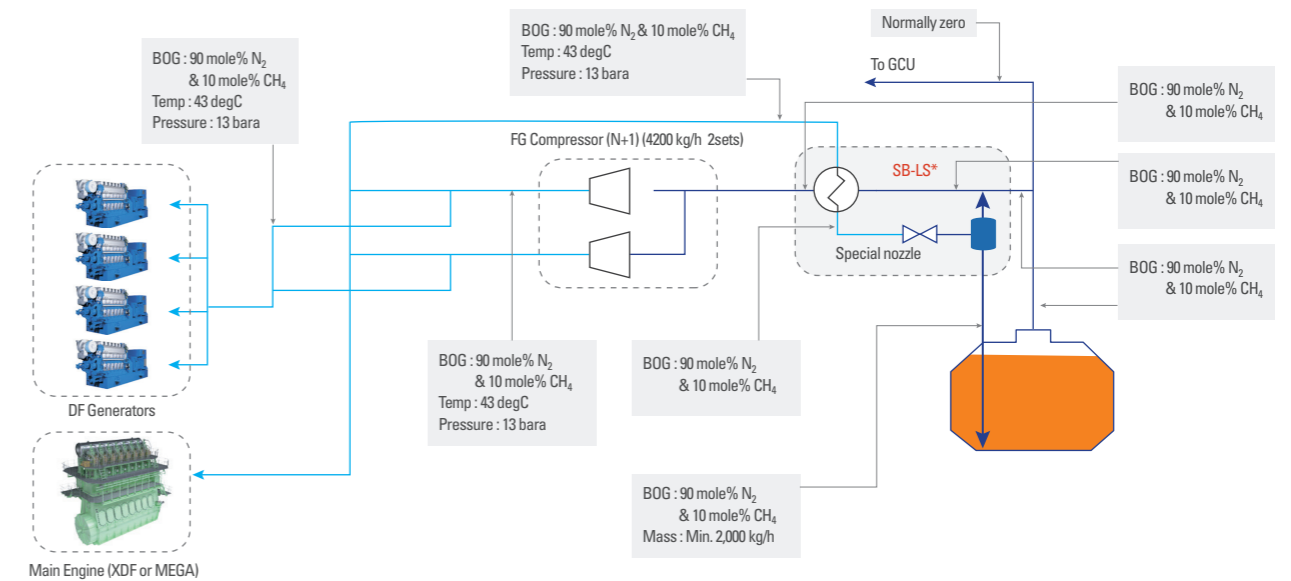 BOG : 90 mole% N₂
& 10 mole% CH₄
Temp : 43 degC
Pressure : 13 bara
BOG : 90 mole% N₂ & 10 mole% CH₄
Temp : 43 degC
Pressure : 13 bara
Normally zero
To GCU
BOG : 90 mole% N₂
& 10 mole% CH₄
FG Compressor (N+1) (4200 kg/h 2sets)
SB-LS*
BOG : 90 mole% N₂
& 10 mole% CH₄
Special nozzle
BOG : 90 mole% N₂
& 10 mole% CH₄
BOG : 90 mole% N₂
& 10 mole% CH₄
Temp : 43 degC
Pressure : 13 bara
BOG : 90 mole% N₂
& 10 mole% CH₄
DF Generators
BOG : 90 mole% N₂
& 10 mole% CH₄
Mass : Min. 2,000 kg/h
Main Engine (XDF or MEGA)